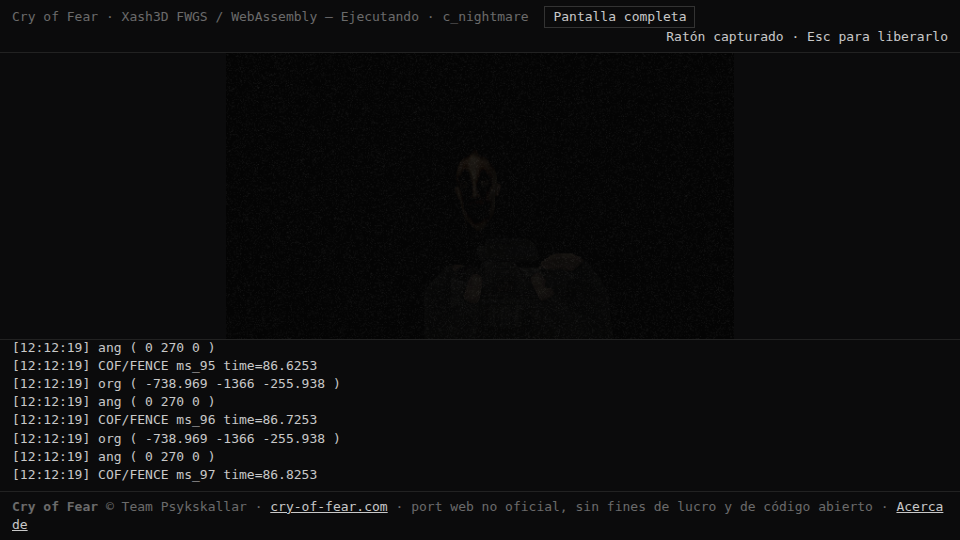 Cry of Fear · Xash3D FWGS / WebAssembly — Ejecutando · c_nightmare Pantalla completa
Ratón capturado · Esc para liberarlo
[12:12:19] ang ( 0 270 0 )
[12:12:19] COF/FENCE ms_95 time=86.6253
[12:12:19] org ( -738.969 -1366 -255.938 )
[12:12:19] ang ( 0 270 0 )
[12:12:19] COF/FENCE ms_96 time=86.7253
[12:12:19] org ( -738.969 -1366 -255.938 )
[12:12:19] ang ( 0 270 0 )
[12:12:19] COF/FENCE ms_97 time=86.8253
Cry of Fear © Team Psykskallar · cry-of-fear.com · port web no oficial, sin fines de lucro y de código abierto · Acerca
de